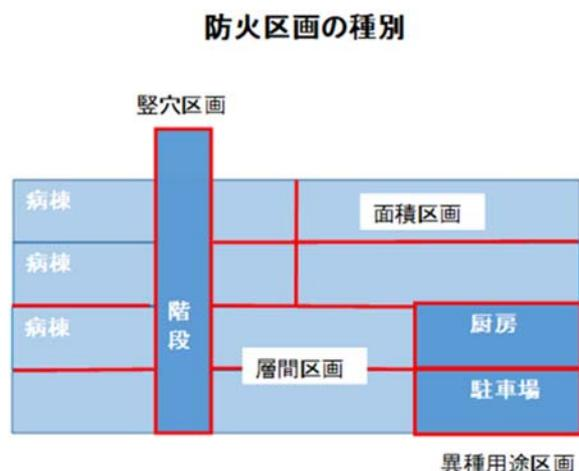 防火区画の種別
竪穴区画
病棟
面積区画
病棟
病棟
階段
厨房
層間区画
駐車場
異種用途区画